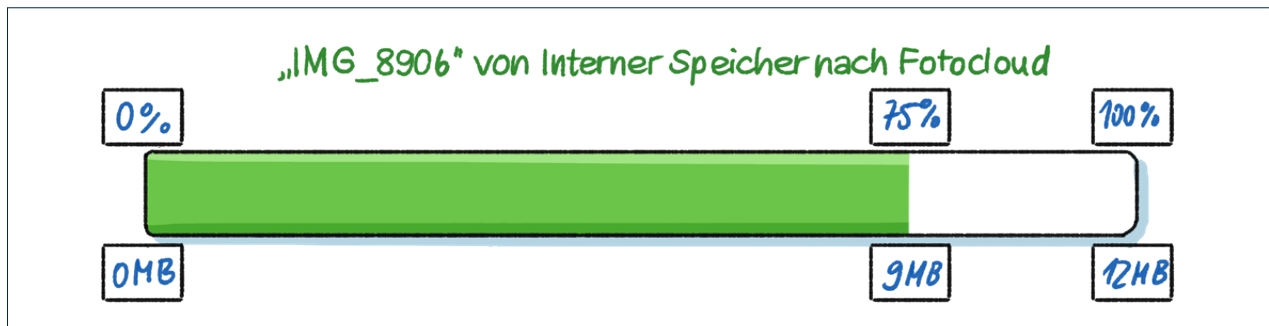 „IMG_8906“ von Interner Speicher nach Fotocloud
0% 75% 100%
0MB 9MB 12MB